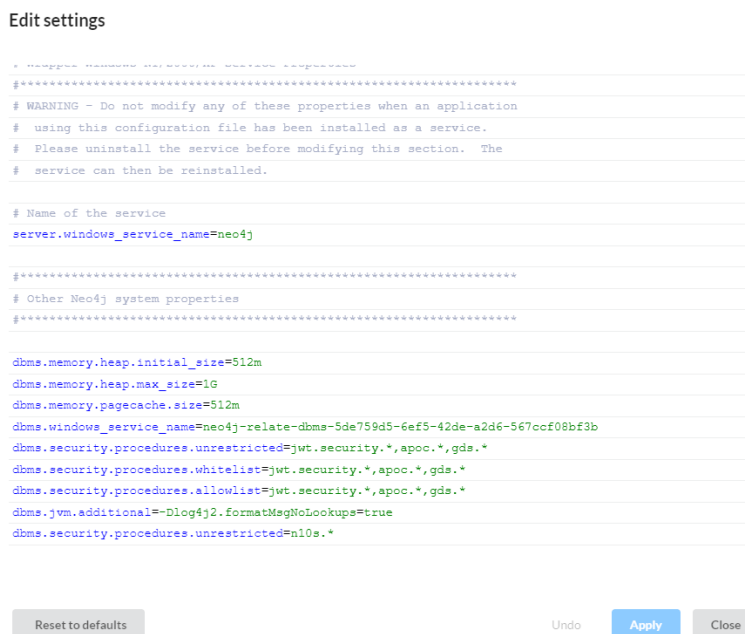 Edit settings
#********************************************************************
# WARNING - Do not modify any of these properties when an application
#  using this configuration file has been installed as a service.
#  Please uninstall the service before modifying this section.  The
#  service can then be reinstalled.
# Name of the service
server.windows_service_name=neo4j
#********************************************************************
# Other Neo4j system properties
#********************************************************************
dbms.memory.heap.initial_size=512m
dbms.memory.heap.max_size=1G
dbms.memory.pagecache.size=512m
dbms.windows_service_name=neo4j-relate-dbms-5de759d5-6ef5-42de-a2d6-567ccf08bf3b
dbms.security.procedures.unrestricted=jwt.security.*,apoc.*,gds.*
dbms.security.procedures.whitelist=jwt.security.*,apoc.*,gds.*
dbms.security.procedures.allowlist=jwt.security.*,apoc.*,gds.*
dbms.jvm.additional=-Dlog4j2.formatMsgNoLookups=true
dbms.security.procedures.unrestricted=n10s.*
Reset to defaults Undo Apply Close